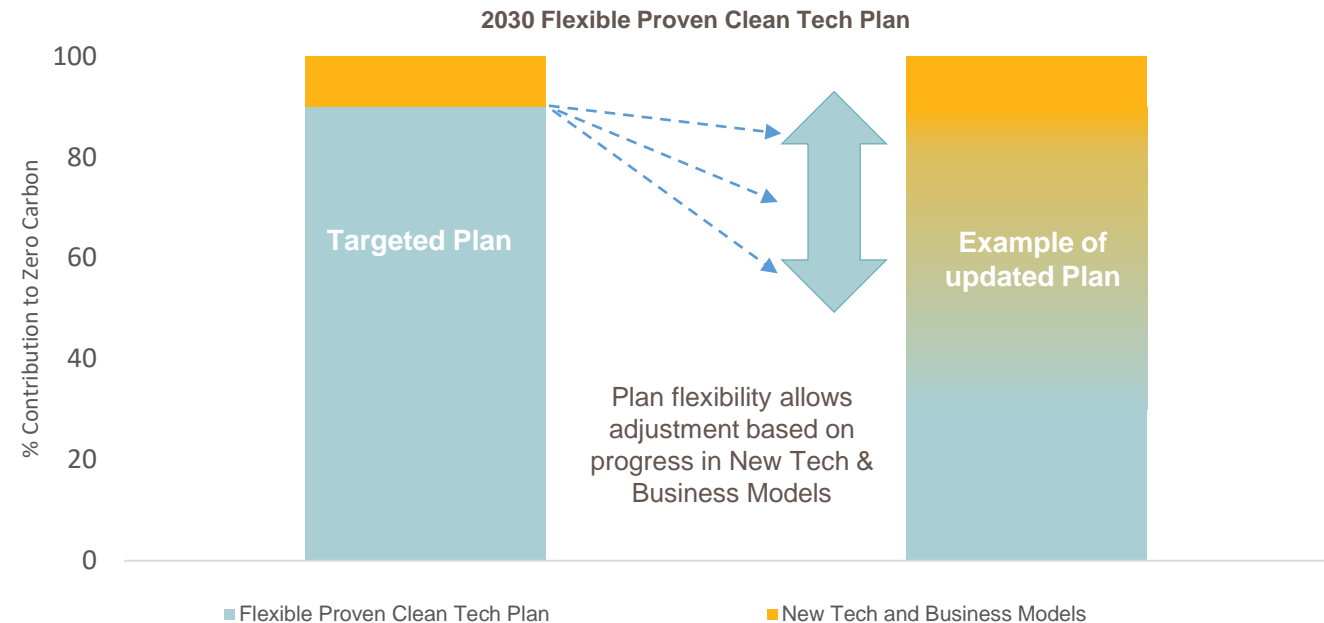 2030 Flexible Proven Clean Tech Plan
% Contribution to Zero Carbon
100
80
60
40
20
0
Targeted Plan
Example of
updated Plan
Plan flexibility allows
adjustment based on
progress in New Tech &
Business Models
Flexible Proven Clean Tech Plan
New Tech and Business Models